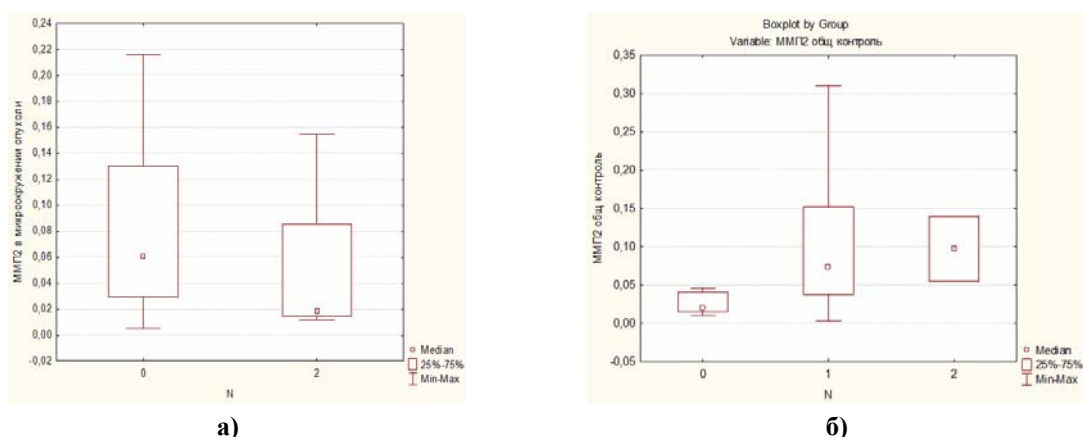 0,24
0,22
0,20
0,18
0,16
0,14
0,12
0,10
0,08
0,06
0,04
0,02
0,00
-0,02
ММП2 в микроокружении опухоли
0
2
N
Median
25%-75%
Min-Max
а)
Boxplot by Group
Variable: ММП2 общ контроль
0,35
0,30
0,25
0,20
0,15
0,10
0,05
0,00
-0,05
ММП2 общ контроль
0
1
2
N
Median
25%-75%
Min-Max
б)